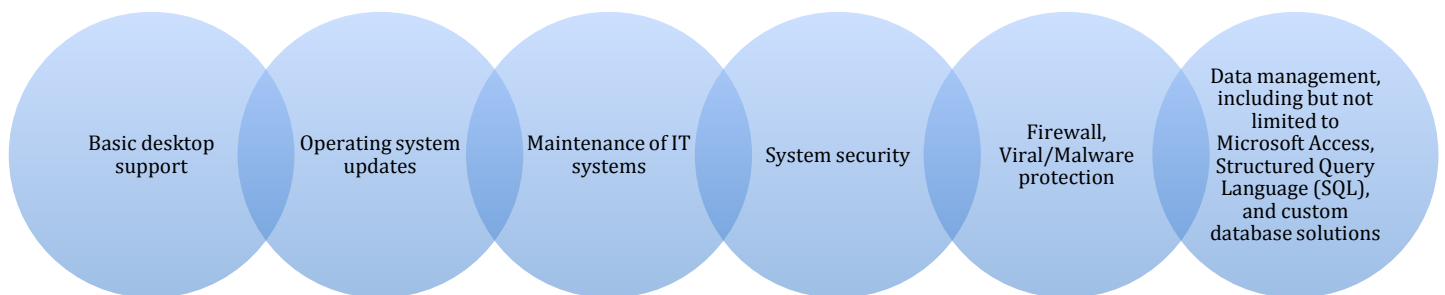 Basic desktop
support
Operating system
updates
Maintenance of IT
systems
System security
Firewall,
Viral/Malware
protection
Data management,
including but not
limited to
Microsoft Access,
Structured Query
Language (SQL),
and custom
database solutions